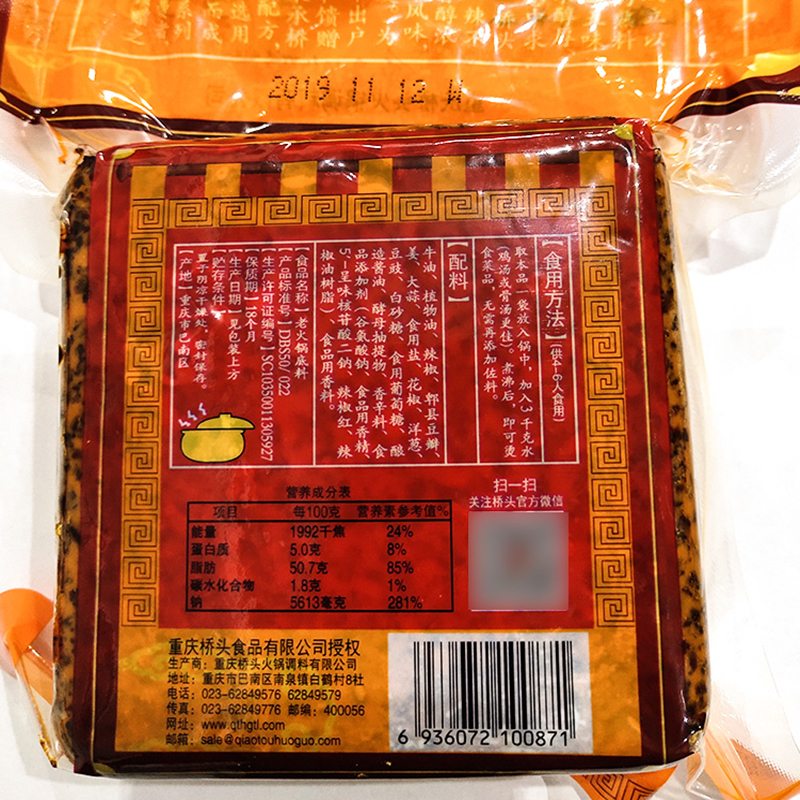 2019 11 12 W
【食用方法】(供4-6人食用)
取本品一袋放入锅中，加入3千克水
(鸡汤或骨汤更佳)。煮沸后，即可烫
食菜品，无需再添加佐料。
【配料】
牛油、植物油、辣椒、郫县豆瓣、
姜、大蒜、食用盐、花椒、洋葱、
豆豉、白砂糖、食用葡萄糖、酿
造酱油、酵母抽提物、香辛料、食
品添加剂（谷氨酸钠、食品用香精、
5'-呈味核苷酸二钠、辣椒红、辣
椒油树脂）、食品用香料。
【食品名称】老火锅底料
【产品标准号】DBS50/ 022
生产许可证编号】SC10350011305927
【保质期】18个月
【生产日期】见包装上方
【贮存条件】
置于阴凉干燥处，密封保存。
【产地】重庆市巴南区
扫一扫
关注桥头官方微信
营养成分表
项目 每100克 营养素参考值%
能量 1992千焦 24%
蛋白质 5.0克 8%
脂肪 50.7克 85%
碳水化合物 1.8克 1%
钠 5613毫克 281%
重庆桥头食品有限公司授权
生产商：重庆桥头火锅调料有限公司
地址：重庆市巴南区南泉镇白鹤村8社
电话：023-62849576 62849579
传真：023-62849776 邮编：400056
网址：www.qthgtl.com
邮箱：sale@qiaotouhuoguo.com
6 936072 100871